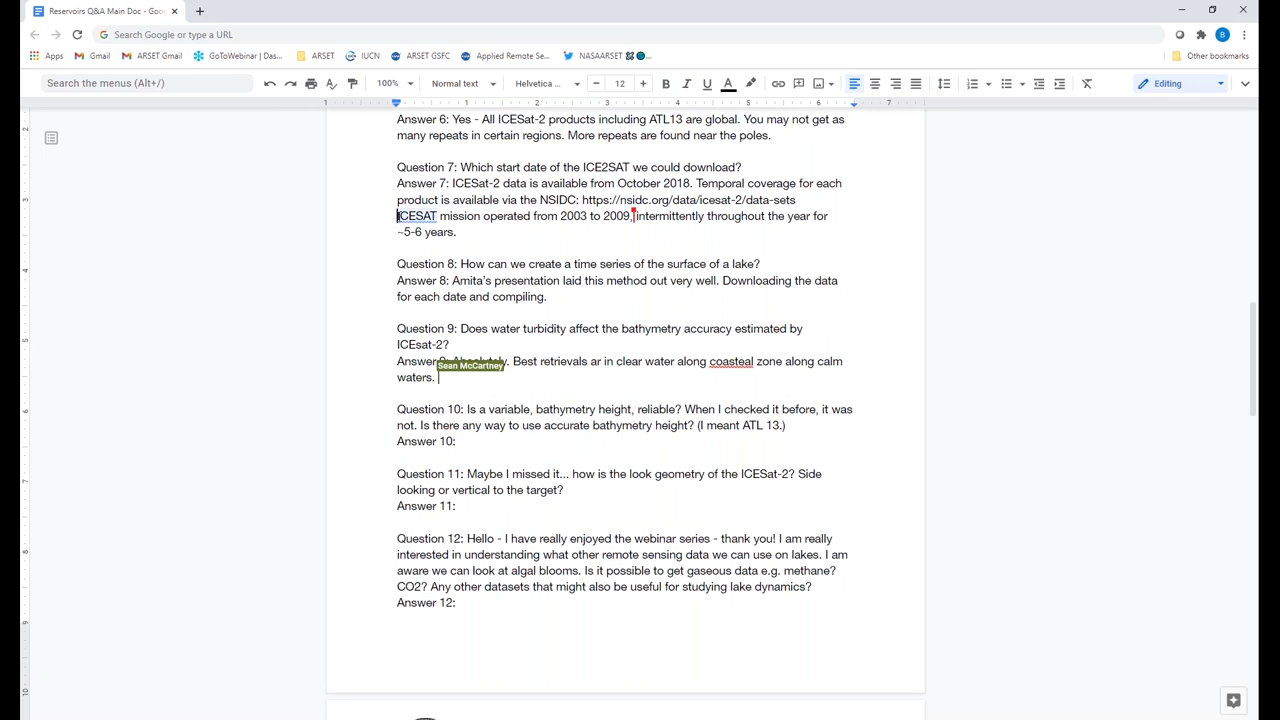 Reservoirs Q&A Main Doc - Goo
Search Google or type a URL
Apps Gmail ARSET Gmail GoToWebinar | Das... ARSET IUCN ARSET GSFC Applied Remote Se... NASAARSET Other bookmarks
Search the menus (Alt+/) 100% Normal text Helvetica ... 12 B I U A Editing
1 1 2 3 4 5 6 7
Answer 6: Yes - All ICESat-2 products including ATL13 are global. You may not get as
many repeats in certain regions. More repeats are found near the poles.
Question 7: Which start date of the ICE2SAT we could download?
Answer 7: ICESat-2 data is available from October 2018. Temporal coverage for each
product is available via the NSIDC: https://nsidc.org/data/icesat-2/data-sets
ICESAT mission operated from 2003 to 2009, intermittently throughout the year for
~5-6 years.
Question 8: How can we create a time series of the surface of a lake?
Answer 8: Amita's presentation laid this method out very well. Downloading the data
for each date and compiling.
Question 9: Does water turbidity affect the bathymetry accuracy estimated by
ICEsat-2?
Answer 9: Absolutely. Best retrievals ar in clear water along coasteal zone along calm
Sean McCartney
waters.
Question 10: Is a variable, bathymetry height, reliable? When I checked it before, it was
not. Is there any way to use accurate bathymetry height? (I meant ATL 13.)
Answer 10:
Question 11: Maybe I missed it... how is the look geometry of the ICESat-2? Side
looking or vertical to the target?
Answer 11:
Question 12: Hello - I have really enjoyed the webinar series - thank you! I am really
interested in understanding what other remote sensing data we can use on lakes. I am
aware we can look at algal blooms. Is it possible to get gaseous data e.g. methane?
CO2? Any other datasets that might also be useful for studying lake dynamics?
Answer 12: